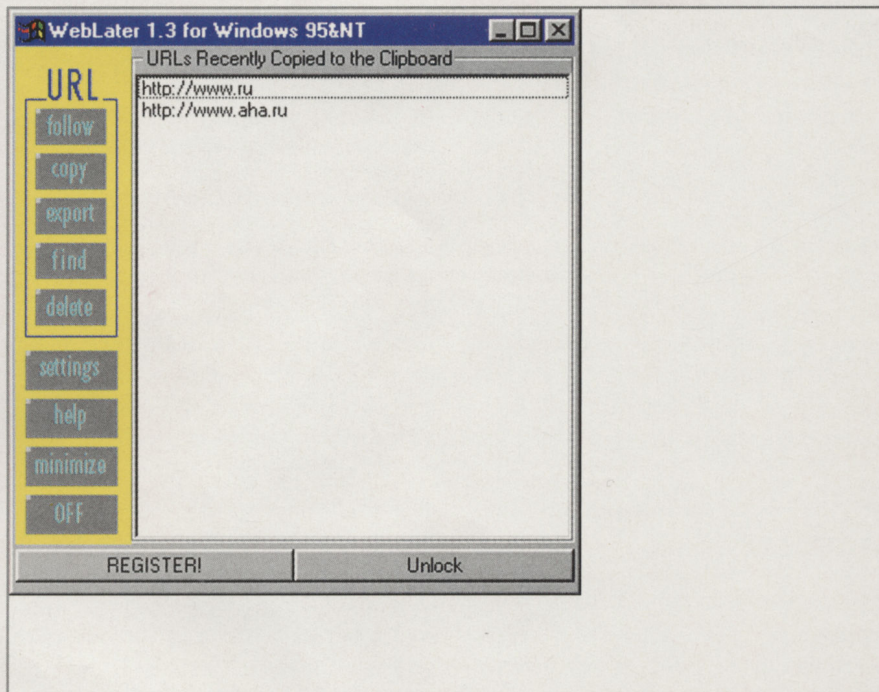 WebLater 1.3 for Windows 95&NT
URLs Recently Copied to the Clipboard
URL
http://www.ru
http://www.aha.ru
follow
copy
export
find
delete
settings
help
minimize
OFF
REGISTER!
Unlock